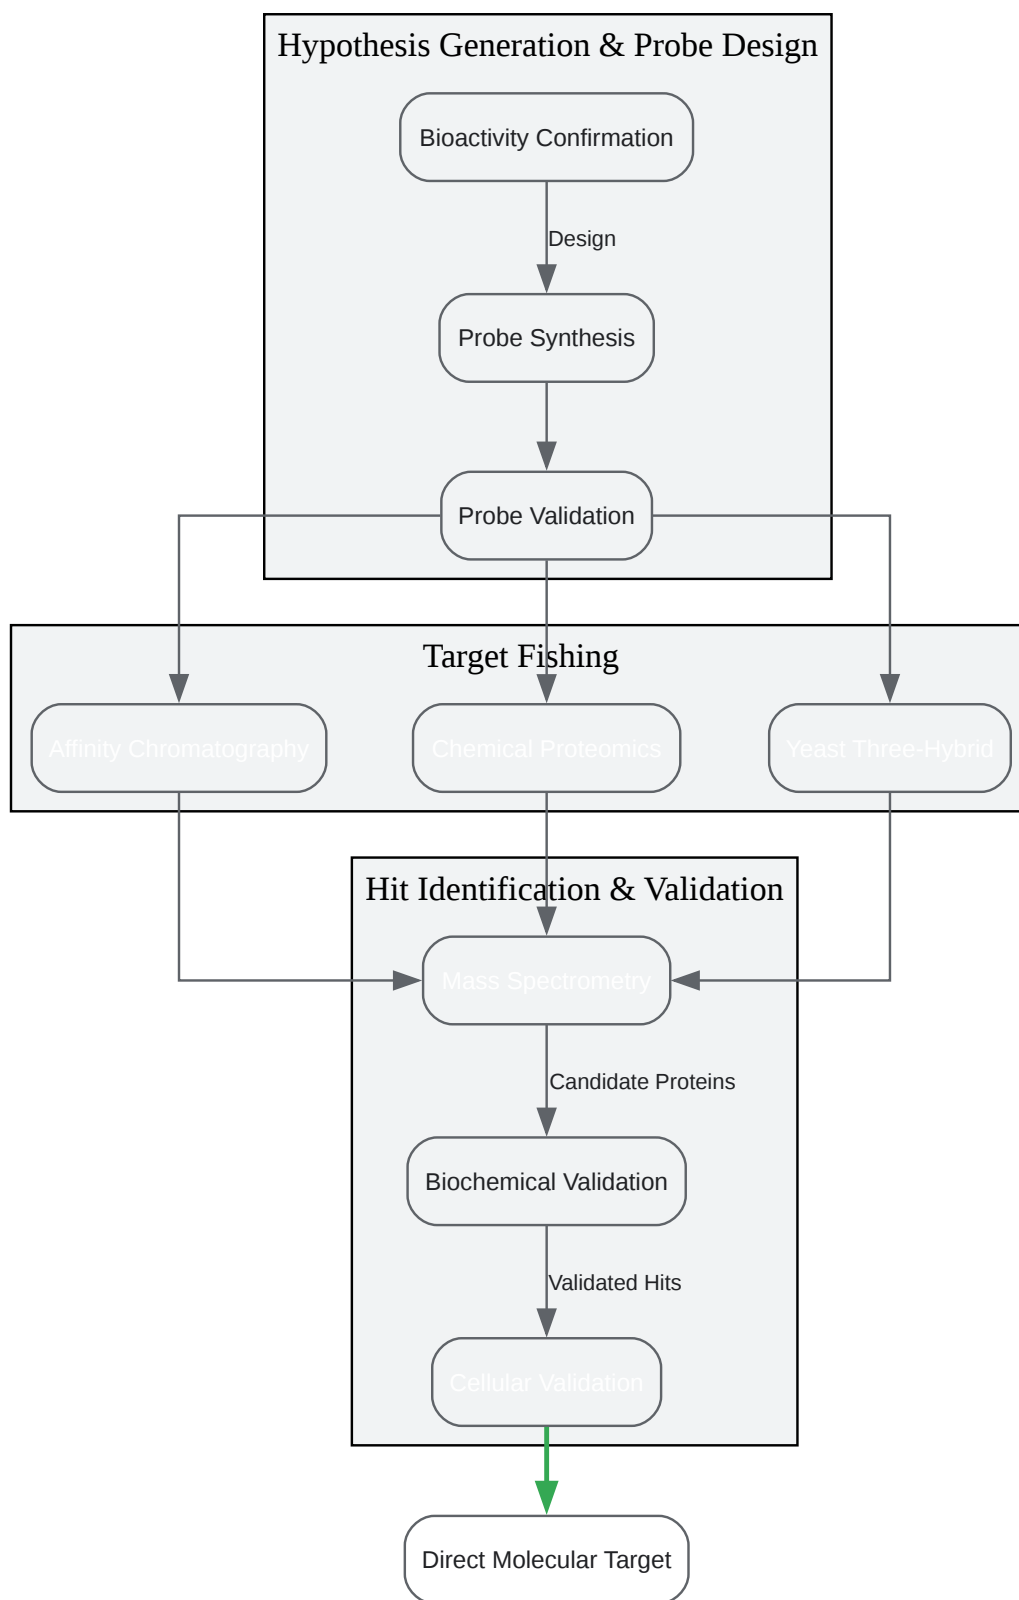 Hypothesis Generation & Probe Design
Bioactivity Confirmation
Design
Probe Synthesis
Probe Validation
Target Fishing
Affinity Chromatography
Chemical Proteomics
Yeast Three-Hybrid
Hit Identification & Validation
Mass Spectrometry
Candidate Proteins
Biochemical Validation
Validated Hits
Cellular Validation
Direct Molecular Target